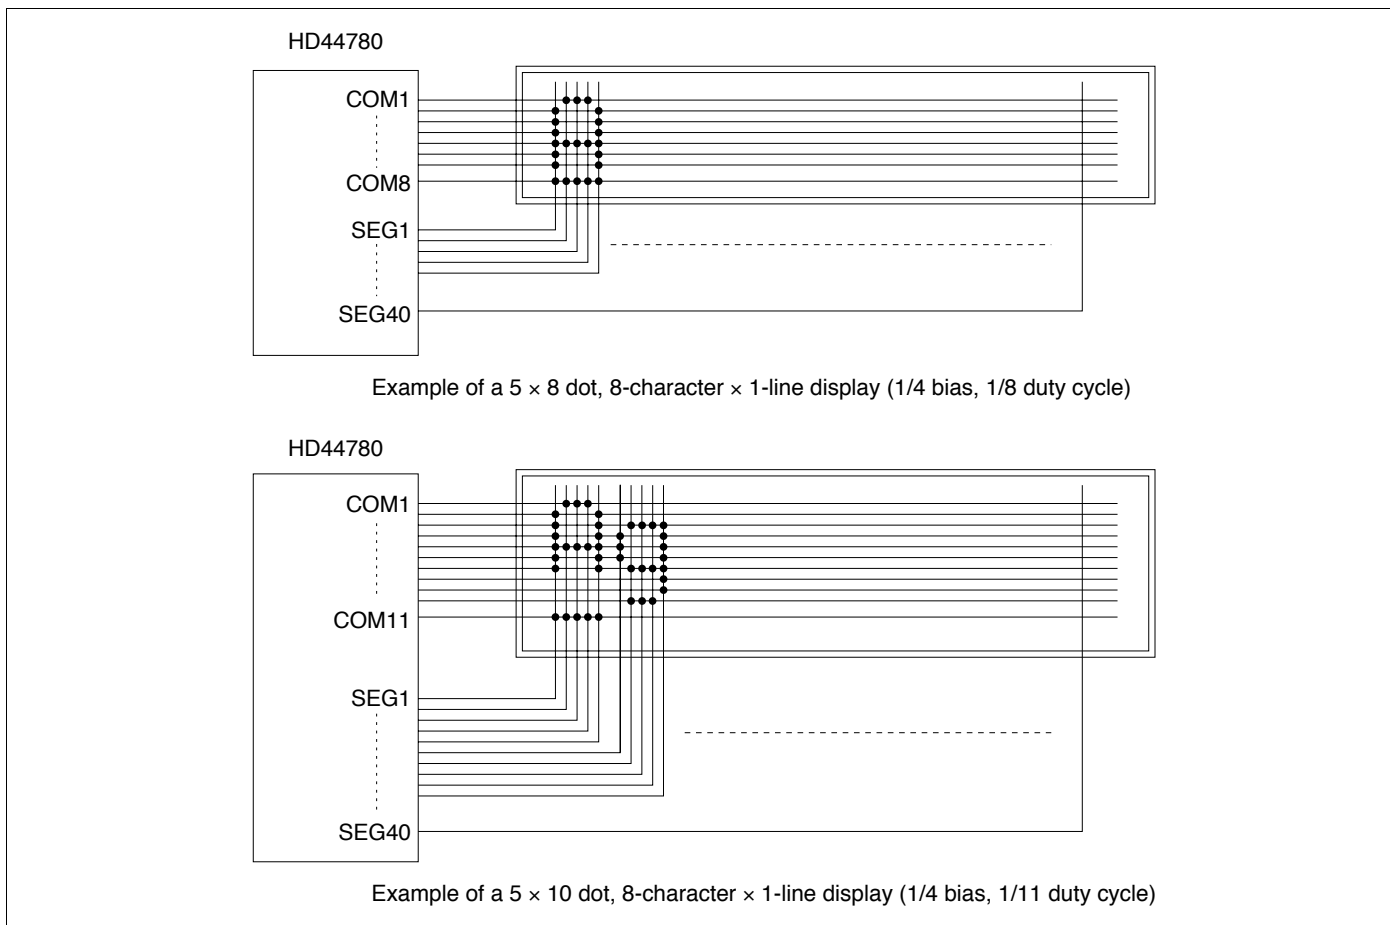 HD44780
COM1
COM8
SEG1
SEG40
Example of a 5 × 8 dot, 8-character × 1-line display (1/4 bias, 1/8 duty cycle)
HD44780
COM1
COM11
SEG1
SEG40
Example of a 5 × 10 dot, 8-character × 1-line display (1/4 bias, 1/11 duty cycle)